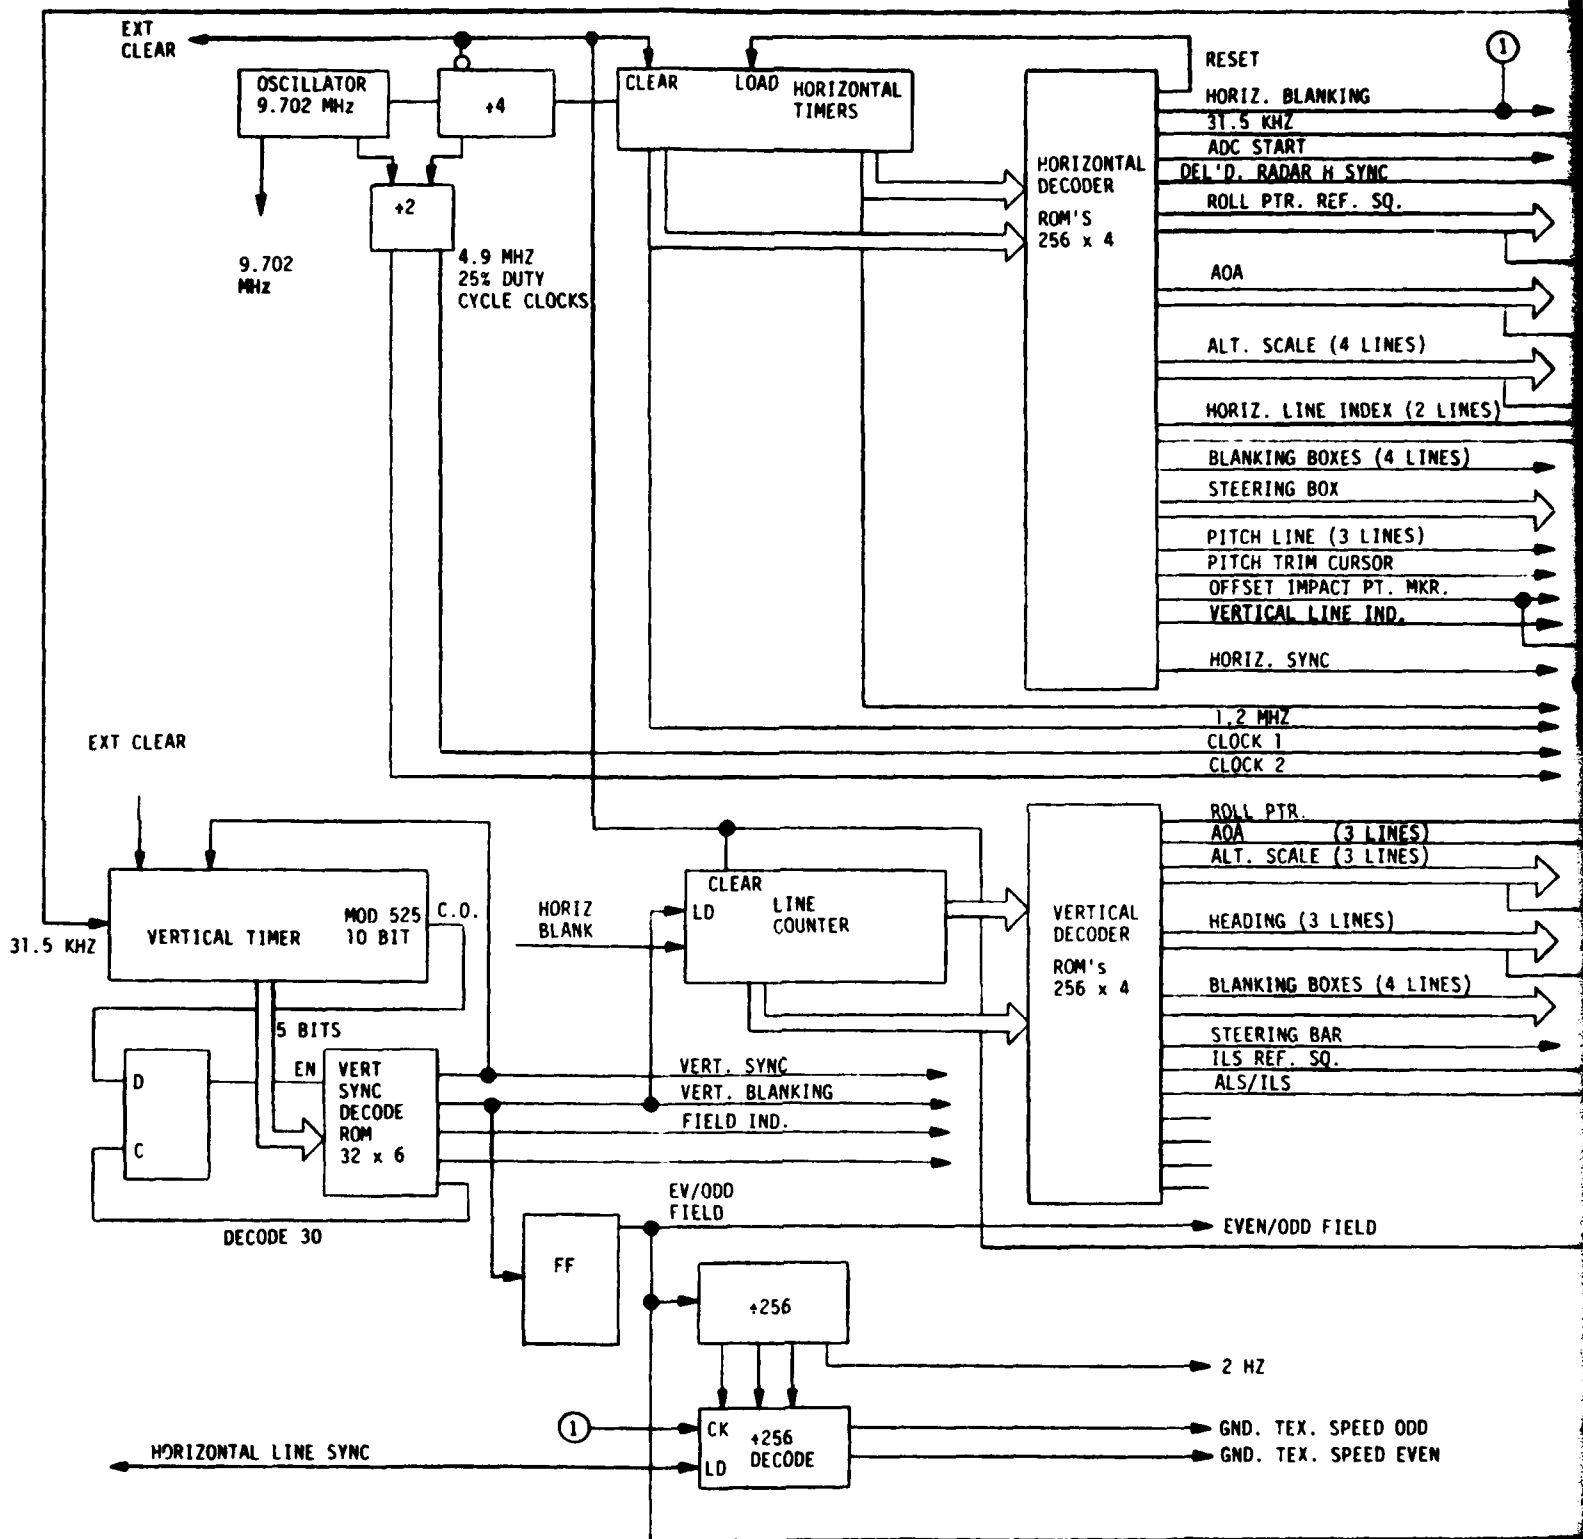 EXT
CLEAR
OSCILLATOR
9.702 MHz
÷4
CLEAR
LOAD
HORIZONTAL
TIMERS
÷2
9.702
MHz
4.9 MHZ
25% DUTY
CYCLE CLOCKS
HORIZONTAL
DECODER
ROM'S
256 x 4
RESET
1
HORIZ. BLANKING
31.5 KHZ
ADC START
DEL'D. RADAR H SYNC
ROLL PTR. REF. SQ.
AOA
ALT. SCALE (4 LINES)
HORIZ. LINE INDEX (2 LINES)
BLANKING BOXES (4 LINES)
STEERING BOX
PITCH LINE (3 LINES)
PITCH TRIM CURSOR
OFFSET IMPACT PT. MKR.
VERTICAL LINE IND.
HORIZ. SYNC
1.2 MHZ
CLOCK 1
CLOCK 2
EXT CLEAR
31.5 KHZ
VERTICAL TIMER
MOD 525
10 BIT
C.O.
HORIZ
BLANK
CLEAR
LD
LINE
COUNTER
VERTICAL
DECODER
ROM's
256 x 4
ROLL PTR.
AOA (3 LINES)
ALT. SCALE (3 LINES)
HEADING (3 LINES)
BLANKING BOXES (4 LINES)
STEERING BAR
ILS REF. SQ.
ALS/ILS
5 BITS
D
C
EN
VERT
SYNC
DECODE
ROM
32 x 6
DECODE 30
VERT. SYNC
VERT. BLANKING
FIELD IND.
EV/ODD
FIELD
FF
EVEN/ODD FIELD
÷256
2 HZ
1
CK
LD
÷256
DECODE
GND. TEX. SPEED ODD
GND. TEX. SPEED EVEN
HORIZONTAL LINE SYNC